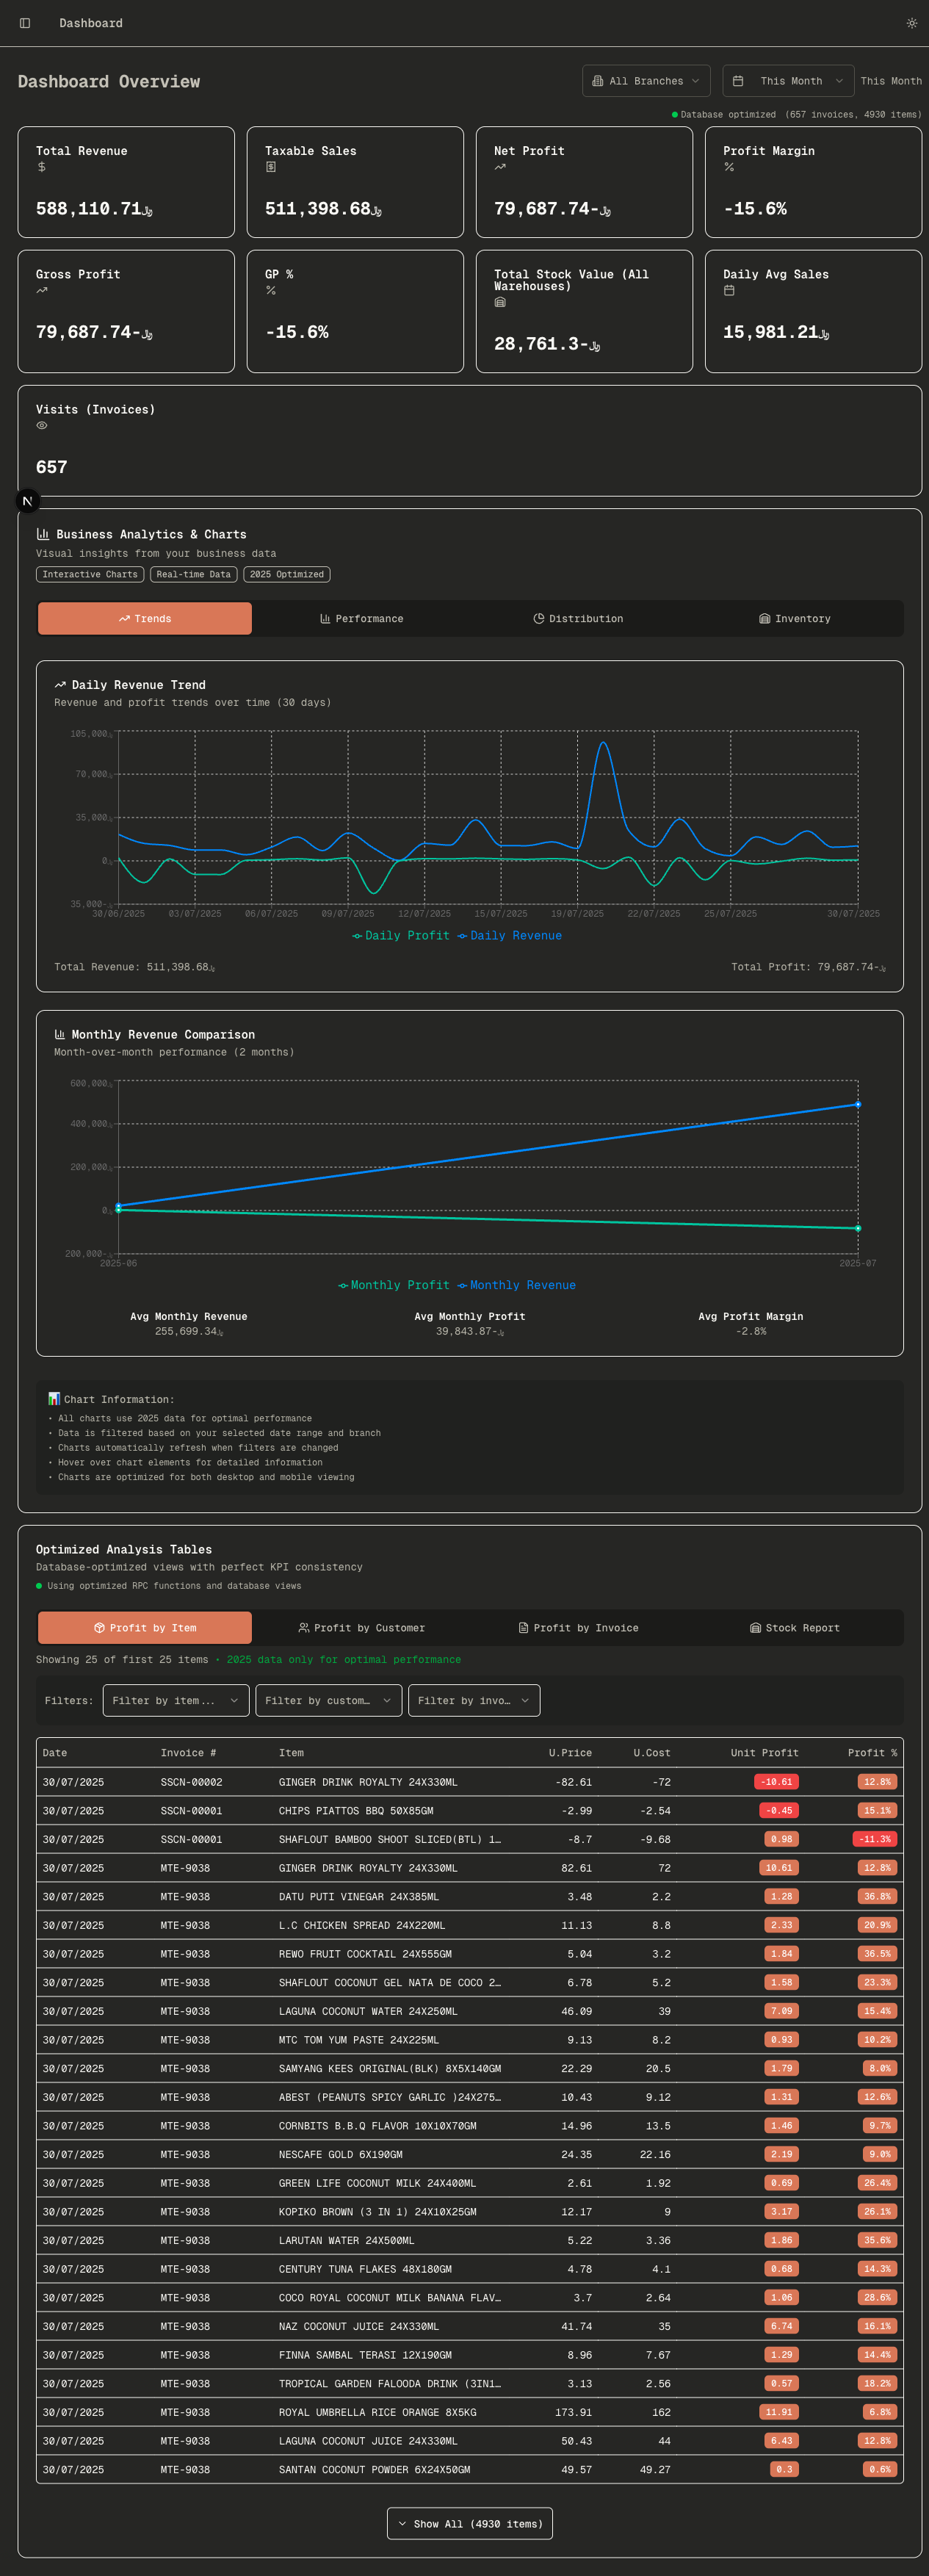 Dashboard
Dashboard Overview
All Branches
This Month
This Month
Database optimized (657 invoices, 4930 items)
Total Revenue
588,110.71﷼
Taxable Sales
511,398.68﷼
Net Profit
79,687.74-﷼
Profit Margin
-15.6%
Gross Profit
79,687.74-﷼
GP %
-15.6%
Total Stock Value (All
Warehouses)
28,761.3-﷼
Daily Avg Sales
15,981.21﷼
Visits (Invoices)
657
N
Business Analytics & Charts
Visual insights from your business data
Interactive Charts Real-time Data 2025 Optimized
Trends Performance Distribution Inventory
Daily Revenue Trend
Revenue and profit trends over time (30 days)
105,000﷼
70,000﷼
35,000﷼
0﷼
35,000-﷼
30/06/2025 03/07/2025 06/07/2025 09/07/2025 12/07/2025 15/07/2025 19/07/2025 22/07/2025 25/07/2025 30/07/2025
Daily Profit Daily Revenue
Total Revenue: 511,398.68﷼ Total Profit: 79,687.74-﷼
Monthly Revenue Comparison
Month-over-month performance (2 months)
600,000﷼
400,000﷼
200,000﷼
0﷼
200,000-﷼
2025-06 2025-07
Monthly Profit Monthly Revenue
Avg Monthly Revenue Avg Monthly Profit Avg Profit Margin
255,699.34﷼ 39,843.87-﷼ -2.8%
📊 Chart Information:
• All charts use 2025 data for optimal performance
• Data is filtered based on your selected date range and branch
• Charts automatically refresh when filters are changed
• Hover over chart elements for detailed information
• Charts are optimized for both desktop and mobile viewing
Optimized Analysis Tables
Database-optimized views with perfect KPI consistency
Using optimized RPC functions and database views
Profit by Item Profit by Customer Profit by Invoice Stock Report
Showing 25 of first 25 items • 2025 data only for optimal performance
Filters: Filter by item... Filter by custom… Filter by invo…
Date Invoice # Item U.Price U.Cost Unit Profit Profit %
30/07/2025 SSCN-00002 GINGER DRINK ROYALTY 24X330ML -82.61 -72 -10.61 12.8%
30/07/2025 SSCN-00001 CHIPS PIATTOS BBQ 50X85GM -2.99 -2.54 -0.45 15.1%
30/07/2025 SSCN-00001 SHAFLOUT BAMBOO SHOOT SLICED(BTL) 1… -8.7 -9.68 0.98 -11.3%
30/07/2025 MTE-9038 GINGER DRINK ROYALTY 24X330ML 82.61 72 10.61 12.8%
30/07/2025 MTE-9038 DATU PUTI VINEGAR 24X385ML 3.48 2.2 1.28 36.8%
30/07/2025 MTE-9038 L.C CHICKEN SPREAD 24X220ML 11.13 8.8 2.33 20.9%
30/07/2025 MTE-9038 REWO FRUIT COCKTAIL 24X555GM 5.04 3.2 1.84 36.5%
30/07/2025 MTE-9038 SHAFLOUT COCONUT GEL NATA DE COCO 2… 6.78 5.2 1.58 23.3%
30/07/2025 MTE-9038 LAGUNA COCONUT WATER 24X250ML 46.09 39 7.09 15.4%
30/07/2025 MTE-9038 MTC TOM YUM PASTE 24X225ML 9.13 8.2 0.93 10.2%
30/07/2025 MTE-9038 SAMYANG KEES ORIGINAL(BLK) 8X5X140GM 22.29 20.5 1.79 8.0%
30/07/2025 MTE-9038 ABEST (PEANUTS SPICY GARLIC )24X275… 10.43 9.12 1.31 12.6%
30/07/2025 MTE-9038 CORNBITS B.B.Q FLAVOR 10X10X70GM 14.96 13.5 1.46 9.7%
30/07/2025 MTE-9038 NESCAFE GOLD 6X190GM 24.35 22.16 2.19 9.0%
30/07/2025 MTE-9038 GREEN LIFE COCONUT MILK 24X400ML 2.61 1.92 0.69 26.4%
30/07/2025 MTE-9038 KOPIKO BROWN (3 IN 1) 24X10X25GM 12.17 9 3.17 26.1%
30/07/2025 MTE-9038 LARUTAN WATER 24X500ML 5.22 3.36 1.86 35.6%
30/07/2025 MTE-9038 CENTURY TUNA FLAKES 48X180GM 4.78 4.1 0.68 14.3%
30/07/2025 MTE-9038 COCO ROYAL COCONUT MILK BANANA FLAV… 3.7 2.64 1.06 28.6%
30/07/2025 MTE-9038 NAZ COCONUT JUICE 24X330ML 41.74 35 6.74 16.1%
30/07/2025 MTE-9038 FINNA SAMBAL TERASI 12X190GM 8.96 7.67 1.29 14.4%
30/07/2025 MTE-9038 TROPICAL GARDEN FALOODA DRINK (3IN1… 3.13 2.56 0.57 18.2%
30/07/2025 MTE-9038 ROYAL UMBRELLA RICE ORANGE 8X5KG 173.91 162 11.91 6.8%
30/07/2025 MTE-9038 LAGUNA COCONUT JUICE 24X330ML 50.43 44 6.43 12.8%
30/07/2025 MTE-9038 SANTAN COCONUT POWDER 6X24X50GM 49.57 49.27 0.3 0.6%
Show All (4930 items)